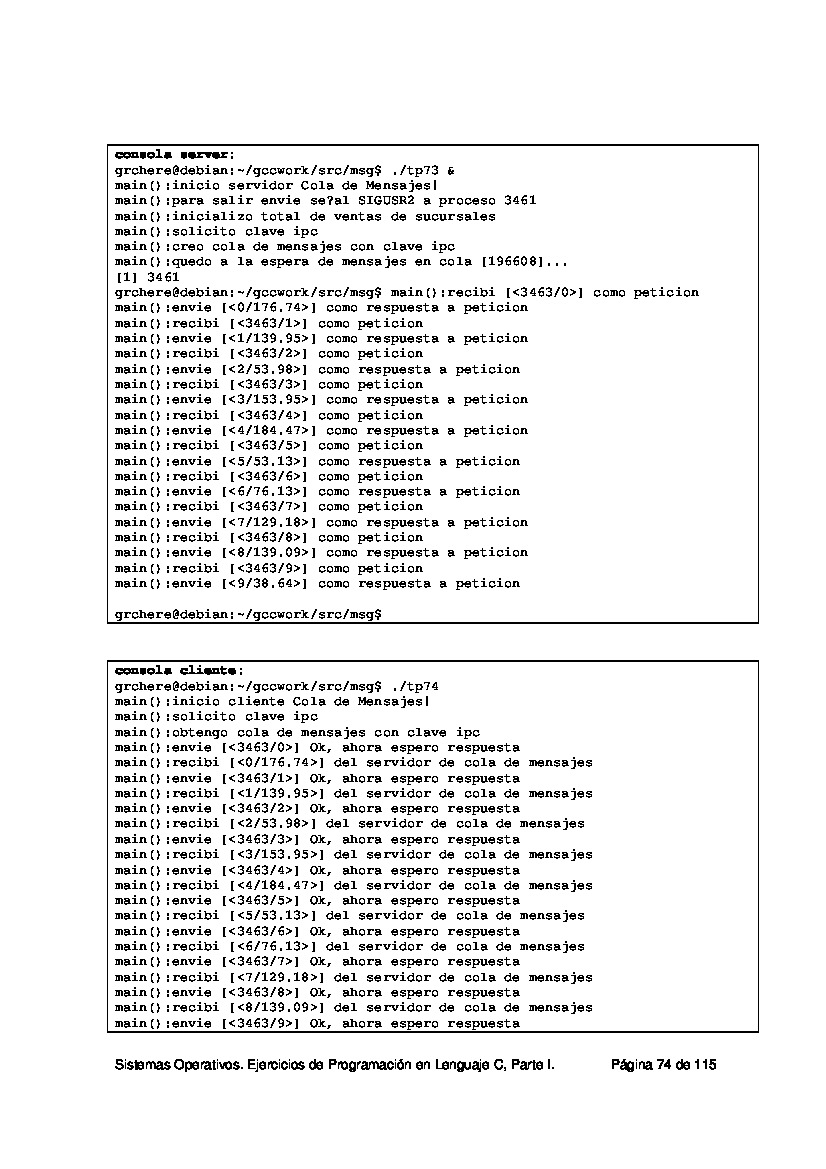 consola server:
grchere@debian:~/gccwork/src/msg$ ./tp73 &
main():inicio servidor Cola de Mensajes!
main():para salir envie se?al SIGUSR2 a proceso 3461
main():inicializo total de ventas de sucursales
main():solicito clave ipc
main():creo cola de mensajes con clave ipc
main():quedo a la espera de mensajes en cola [196608]...
[1] 3461
grchere@debian:~/gccwork/src/msg$ main():recibi [<3463/0>] como peticion
main():envie [<0/176.74>] como respuesta a peticion
main():recibi [<3463/1>] como peticion
main():envie [<1/139.95>] como respuesta a peticion
main():recibi [<3463/2>] como peticion
main():envie [<2/53.98>] como respuesta a peticion
main():recibi [<3463/3>] como peticion
main():envie [<3/153.95>] como respuesta a peticion
main():recibi [<3463/4>] como peticion
main():envie [<4/184.47>] como respuesta a peticion
main():recibi [<3463/5>] como peticion
main():envie [<5/53.13>] como respuesta a peticion
main():recibi [<3463/6>] como peticion
main():envie [<6/76.13>] como respuesta a peticion
main():recibi [<3463/7>] como peticion
main():envie [<7/129.18>] como respuesta a peticion
main():recibi [<3463/8>] como peticion
main():envie [<8/139.09>] como respuesta a peticion
main():recibi [<3463/9>] como peticion
main():envie [<9/38.64>] como respuesta a peticion
grchere@debian:~/gccwork/src/msg$
consola cliente:
grchere@debian:~/gccwork/src/msg$ ./tp74
main():inicio cliente Cola de Mensajes!
main():solicito clave ipc
main():obtengo cola de mensajes con clave ipc
main():envie [<3463/0>] Ok, ahora espero respuesta
main():recibi [<0/176.74>] del servidor de cola de mensajes
main():envie [<3463/1>] Ok, ahora espero respuesta
main():recibi [<1/139.95>] del servidor de cola de mensajes
main():envie [<3463/2>] Ok, ahora espero respuesta
main():recibi [<2/53.98>] del servidor de cola de mensajes
main():envie [<3463/3>] Ok, ahora espero respuesta
main():recibi [<3/153.95>] del servidor de cola de mensajes
main():envie [<3463/4>] Ok, ahora espero respuesta
main():recibi [<4/184.47>] del servidor de cola de mensajes
main():envie [<3463/5>] Ok, ahora espero respuesta
main():recibi [<5/53.13>] del servidor de cola de mensajes
main():envie [<3463/6>] Ok, ahora espero respuesta
main():recibi [<6/76.13>] del servidor de cola de mensajes
main():envie [<3463/7>] Ok, ahora espero respuesta
main():recibi [<7/129.18>] del servidor de cola de mensajes
main():envie [<3463/8>] Ok, ahora espero respuesta
main():recibi [<8/139.09>] del servidor de cola de mensajes
main():envie [<3463/9>] Ok, ahora espero respuesta
Sistemas Operativos. Ejercicios de Programación en Lenguaje C, Parte I. Página 74 de 115